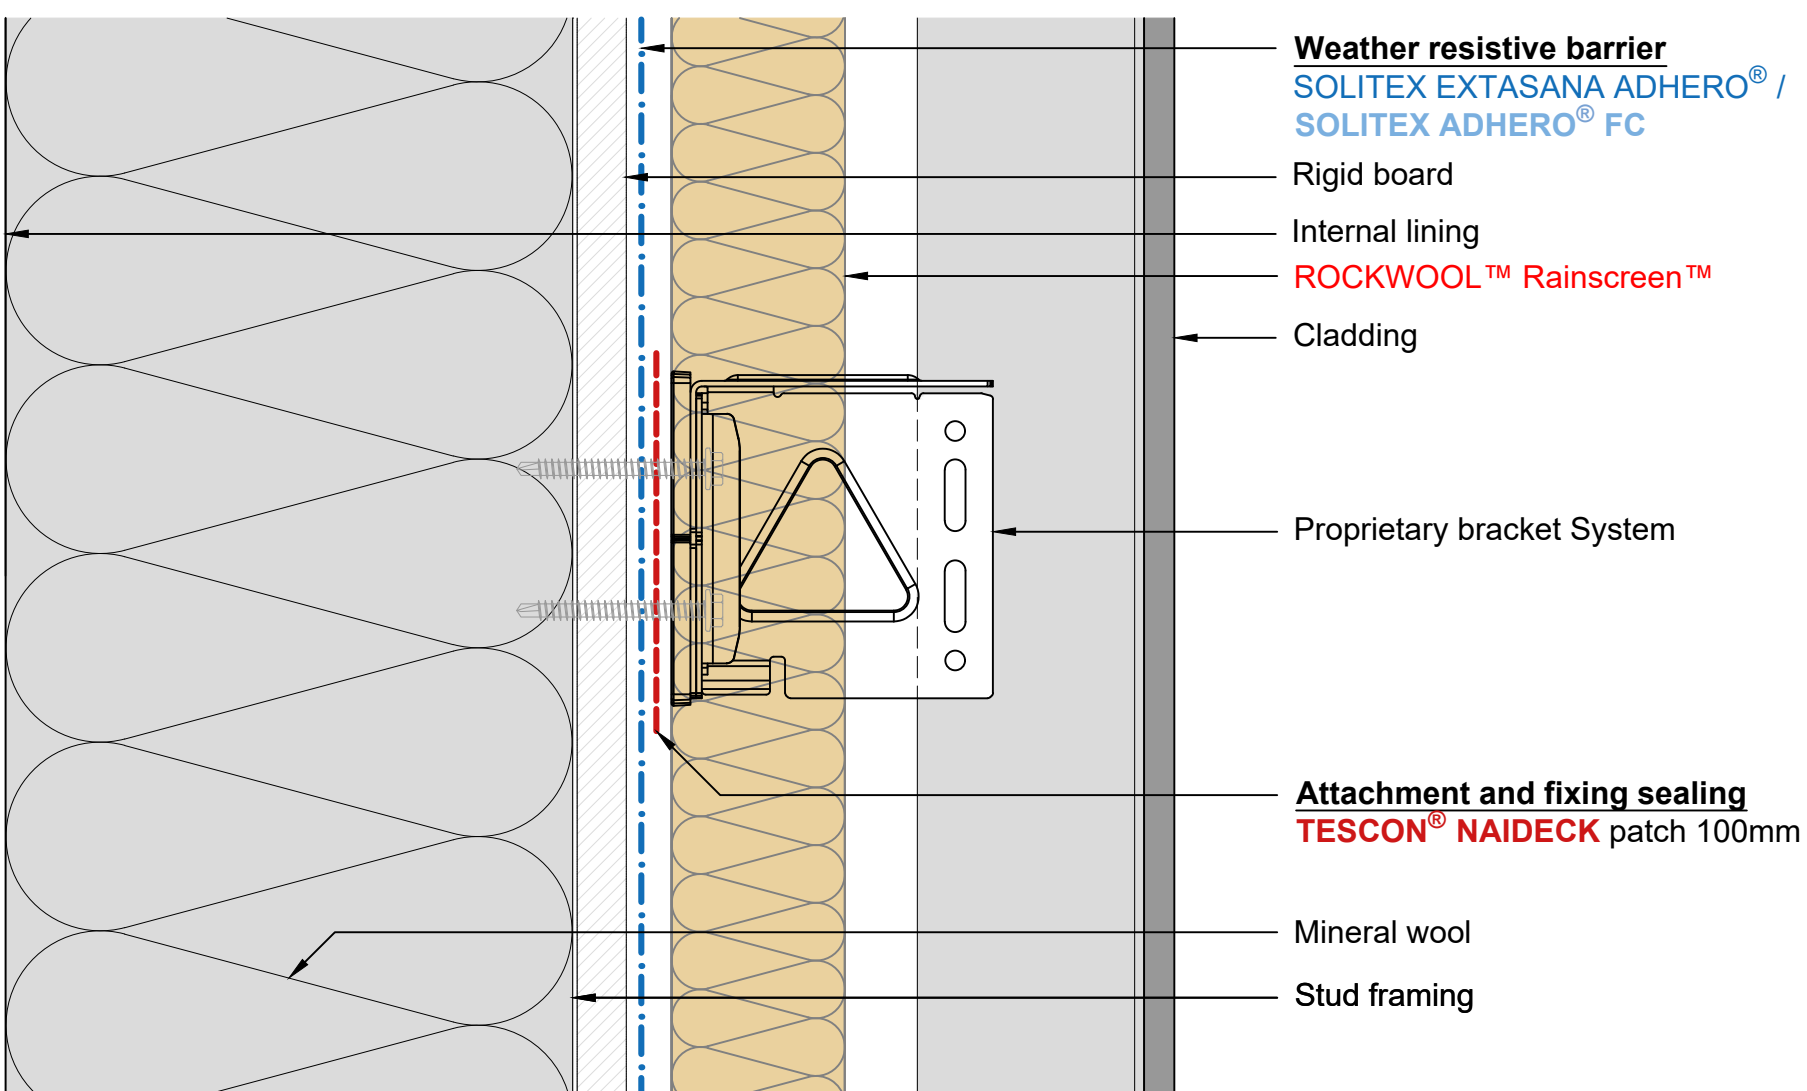 Weather resistive barrier
SOLITEX EXTASANA ADHERO® /
SOLITEX ADHERO® FC
Rigid board
Internal lining
ROCKWOOL™ Rainscreen™
Cladding
Proprietary bracket System
Attachment and fixing sealing
TESCON® NAIDECK patch 100mm
Mineral wool
Stud framing